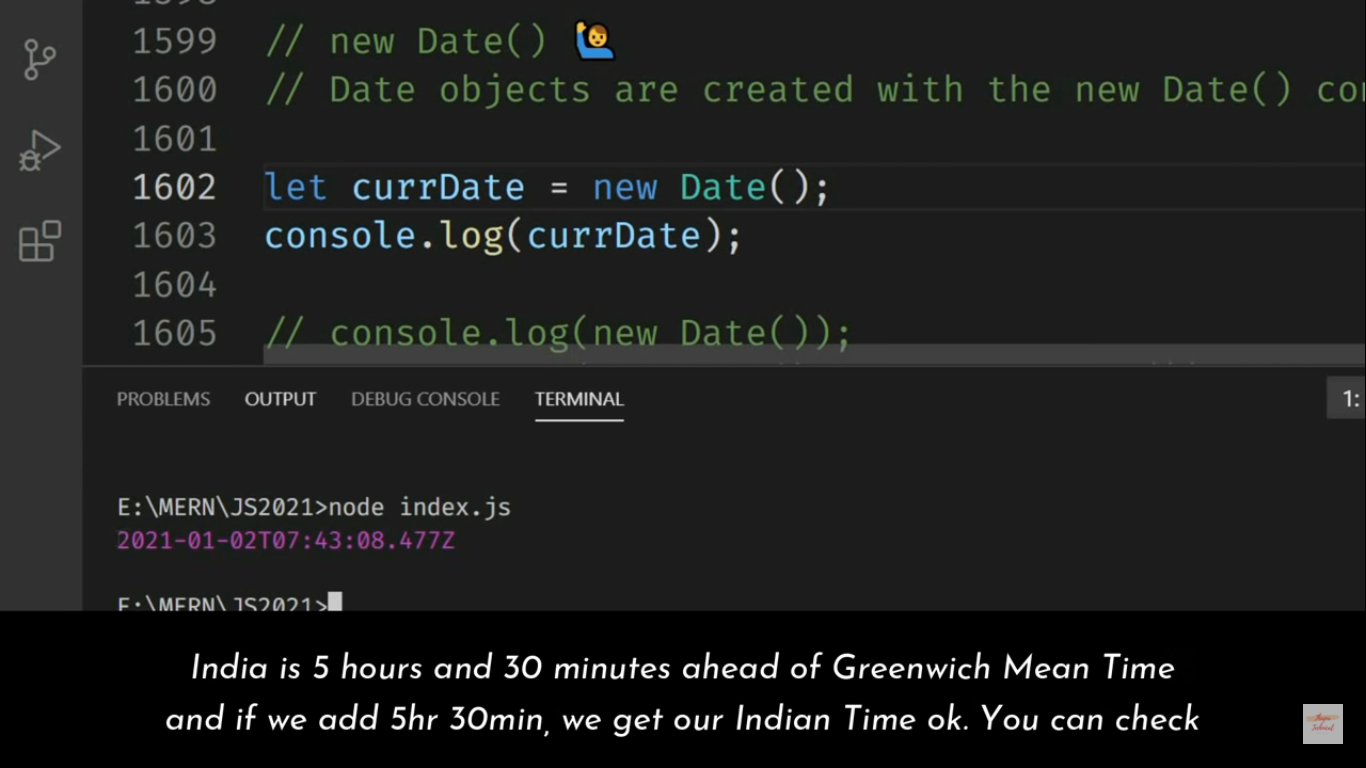 1598
1599 // new Date() 🙋‍♂️
1600 // Date objects are created with the new Date()
1601
1602 let currDate = new Date();
1603 console.log(currDate);
1604
1605 // console.log(new Date());
PROBLEMS OUTPUT DEBUG CONSOLE TERMINAL 1:
E:\MERN\JS2021>node index.js
2021-01-02T07:43:08.477Z
E:\MERN\JS2021>
India is 5 hours and 30 minutes ahead of Greenwich Mean Time
and if we add 5hr 30min, we get our Indian Time ok. You can check